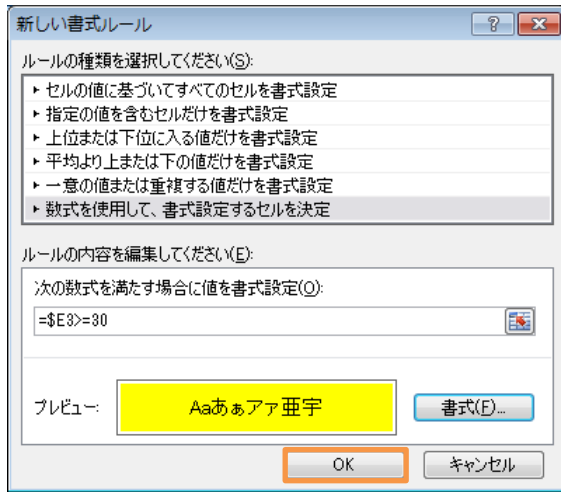 新しい書式ルール
ルールの種類を選択してください(S):
► セルの値に基づいてすべてのセルを書式設定
► 指定の値を含むセルだけを書式設定
► 上位または下位に入る値だけを書式設定
► 平均より上または下の値だけを書式設定
► 一意の値または重複する値だけを書式設定
► 数式を使用して、書式設定するセルを決定
ルールの内容を編集してください(E):
次の数式を満たす場合に値を書式設定(O):
=$E3>=30
プレビュー: Aaあぁアァ亜宇 書式(F)...
OK キャンセル